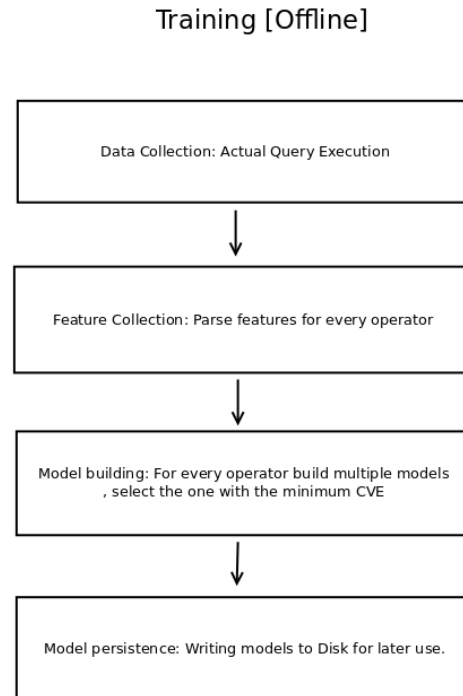 Training [Offline]
Data Collection: Actual Query Execution
Feature Collection: Parse features for every operator
Model building: For every operator build multiple models
, select the one with the minimum CVE
Model persistence: Writing models to Disk for later use.